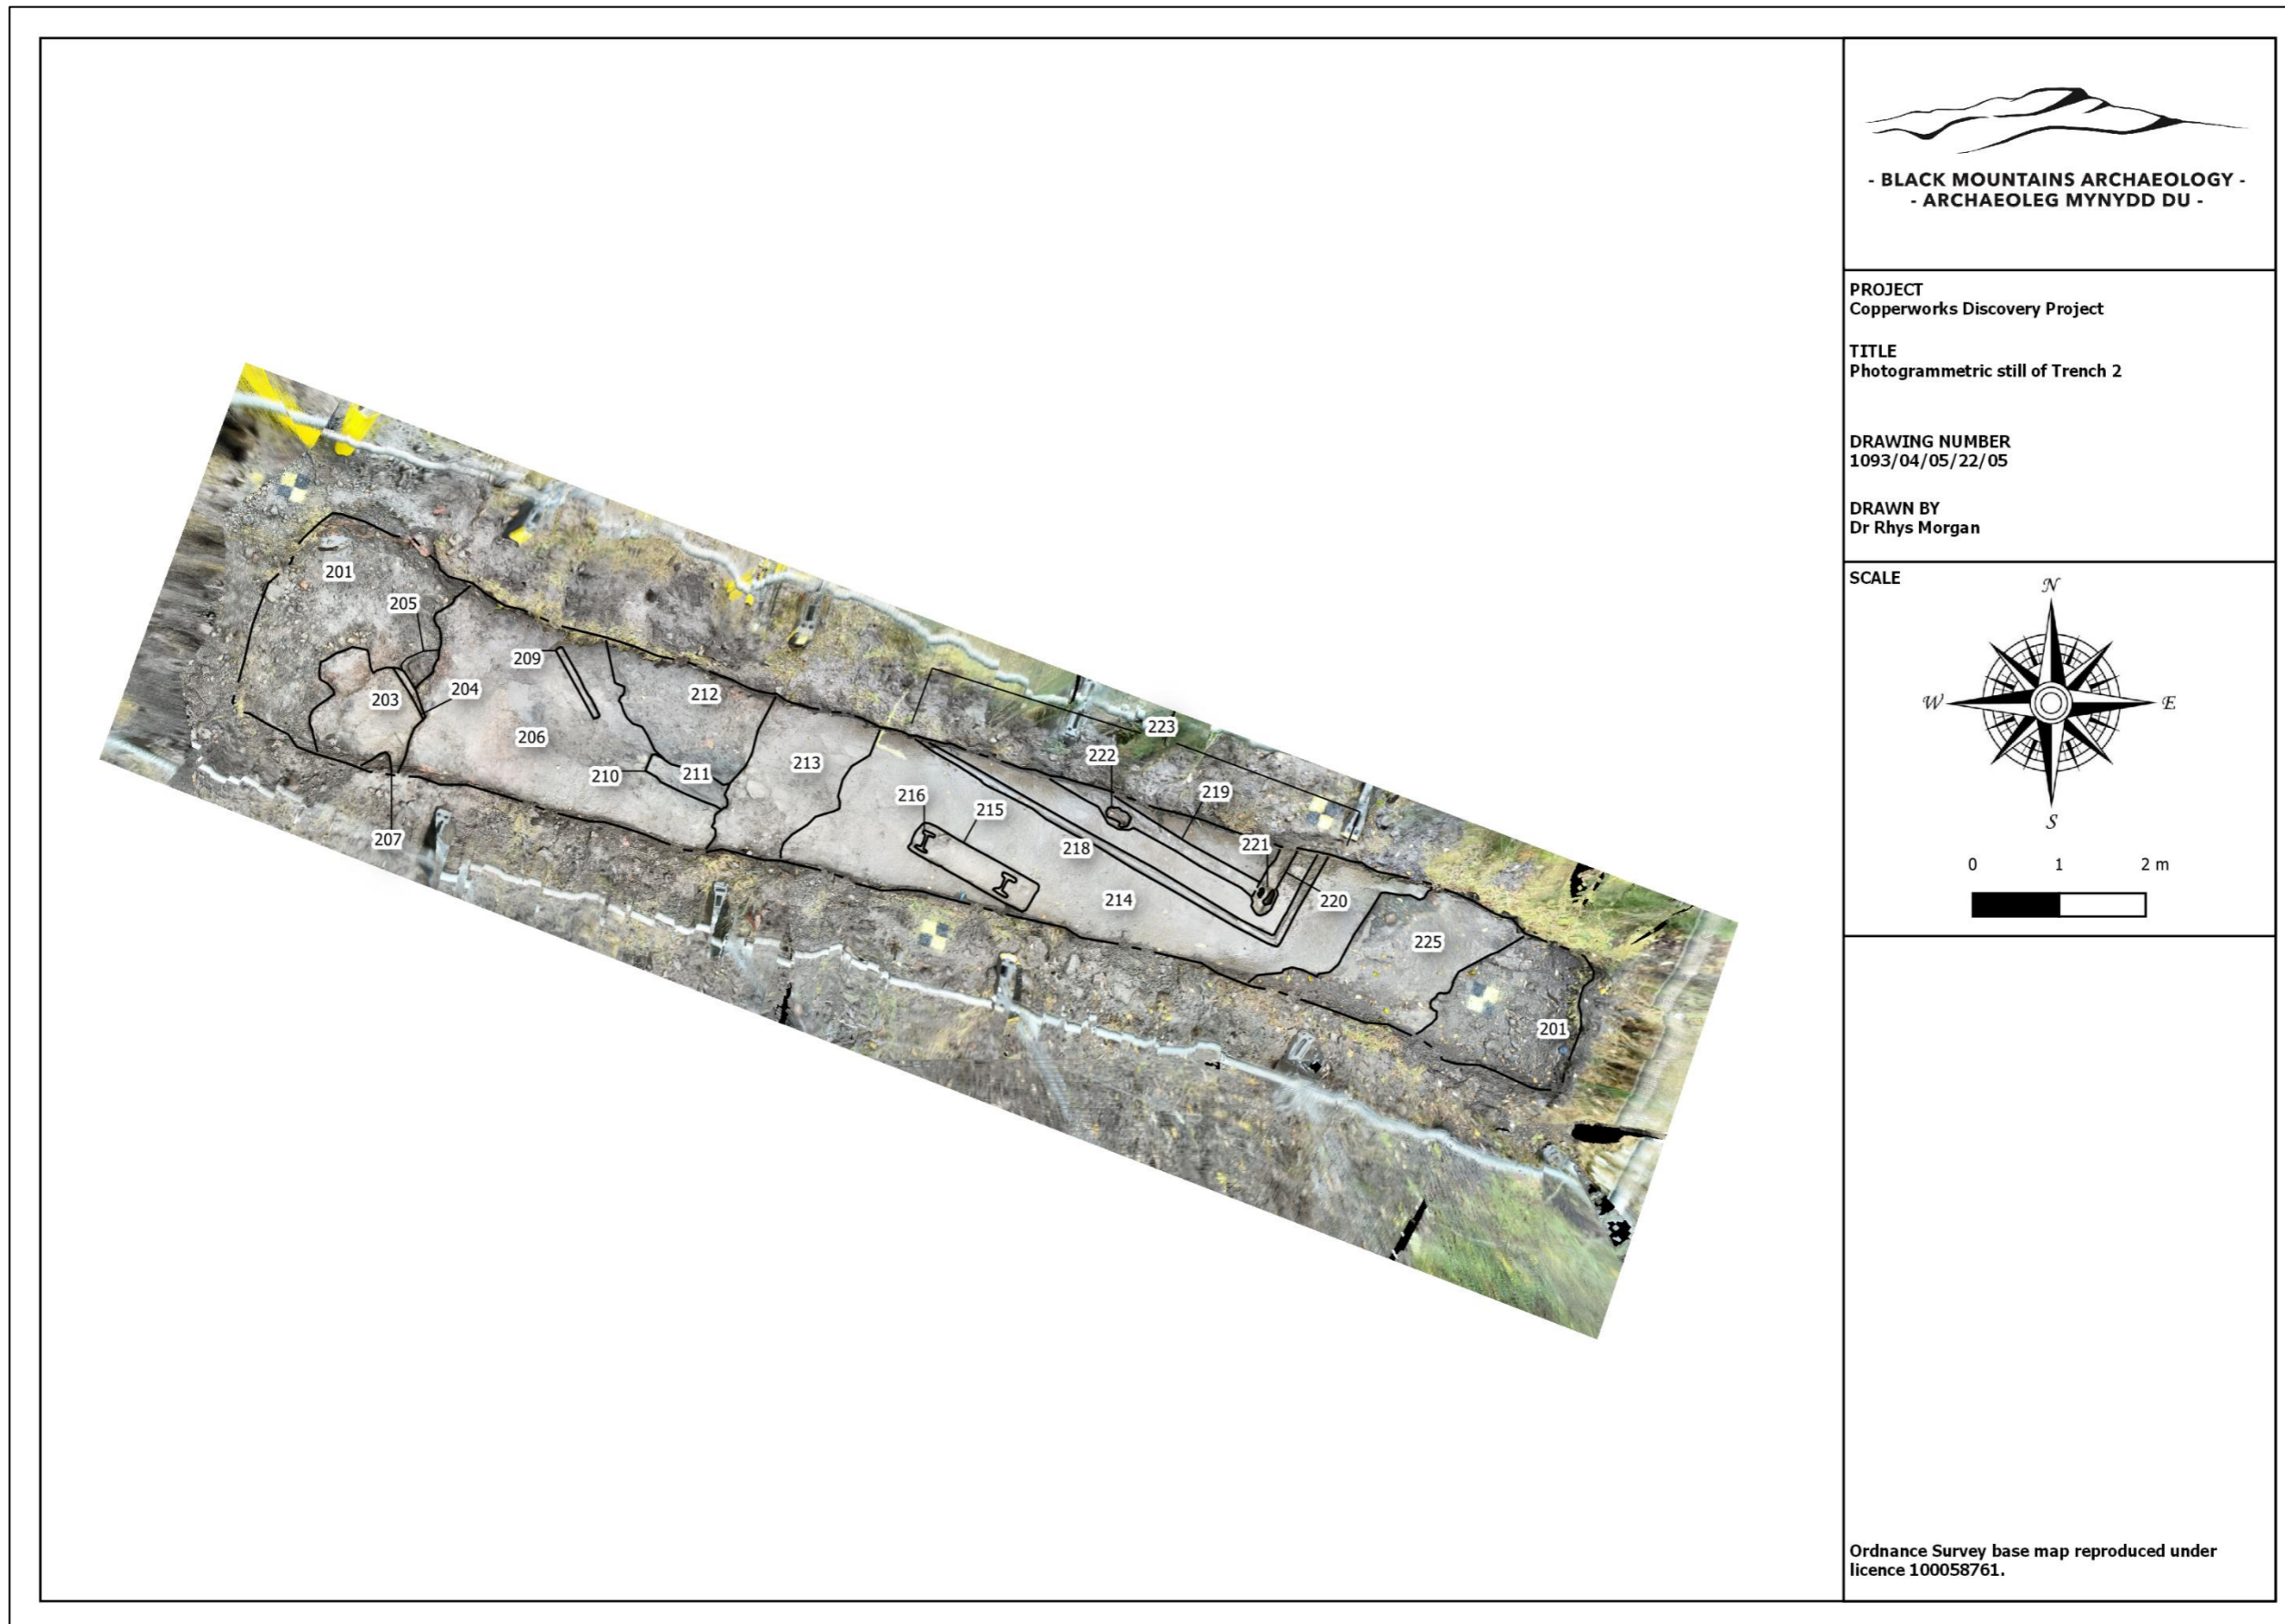 - BLACK MOUNTAINS ARCHAEOLOGY -
- ARCHAEOLEG MYNYDD DU -
PROJECT
Copperworks Discovery Project
TITLE
Photogrammetric still of Trench 2
DRAWING NUMBER
1093/04/05/22/05
DRAWN BY
Dr Rhys Morgan
SCALE
N
W
E
S
0 1 2 m
Ordnance Survey base map reproduced under
licence 100058761.
201
205
209
203
204
212
206
223
210
211
213
222
216
215
219
207
218
221
214
220
225
201